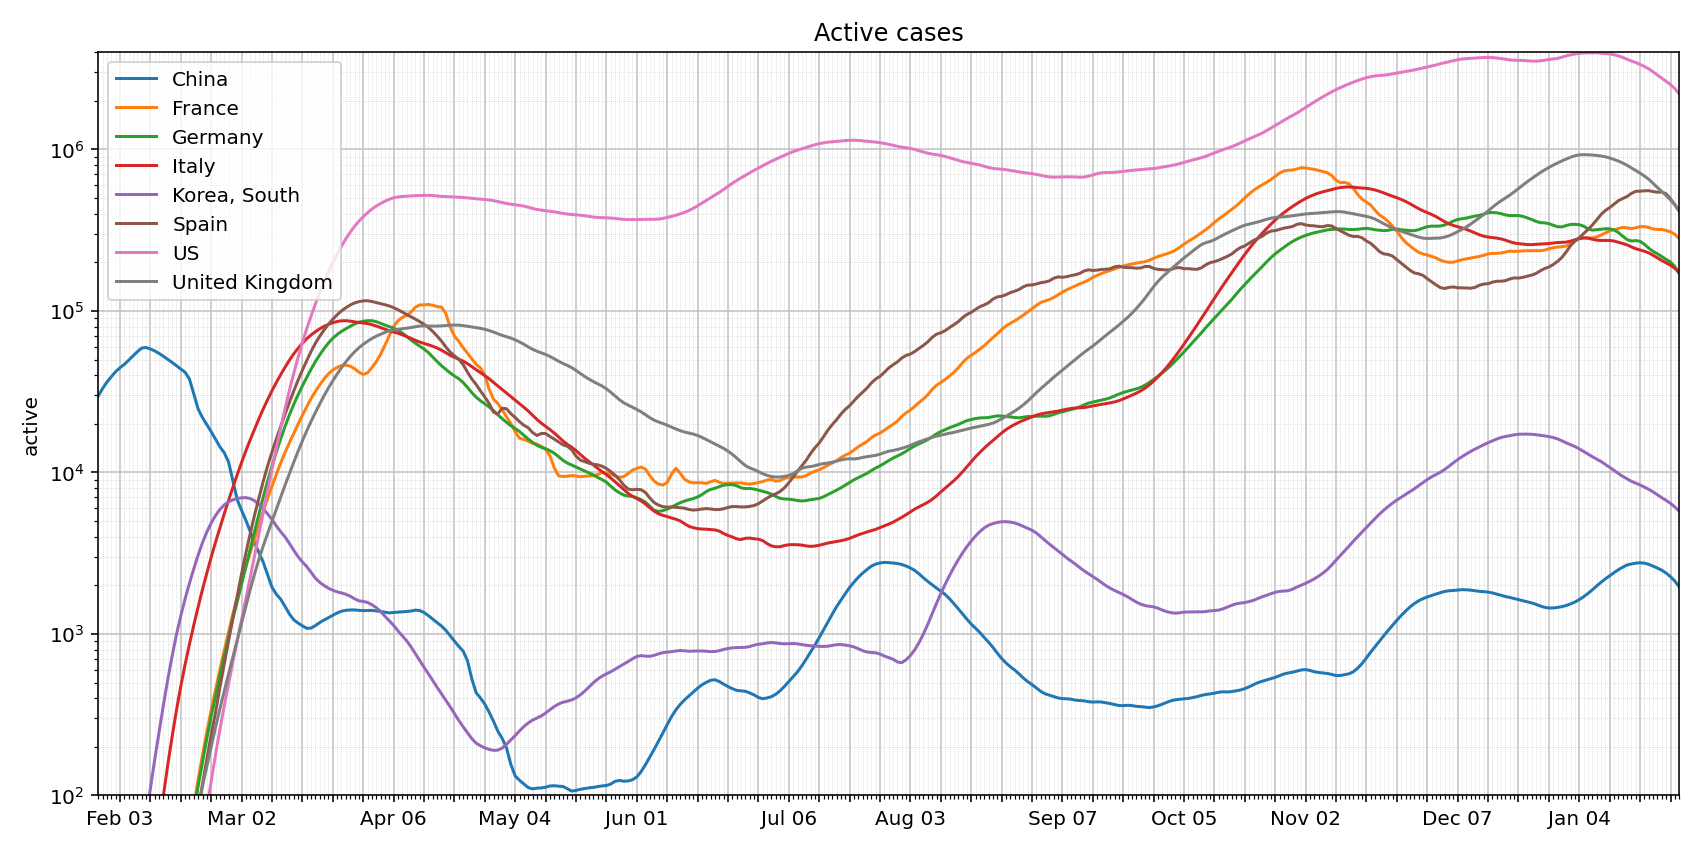 Active cases
China
France
Germany
Italy
Korea, South
Spain
US
United Kingdom
active
10^6
10^5
10^4
10^3
10^2
Feb 03 Mar 02 Apr 06 May 04 Jun 01 Jul 06 Aug 03 Sep 07 Oct 05 Nov 02 Dec 07 Jan 04